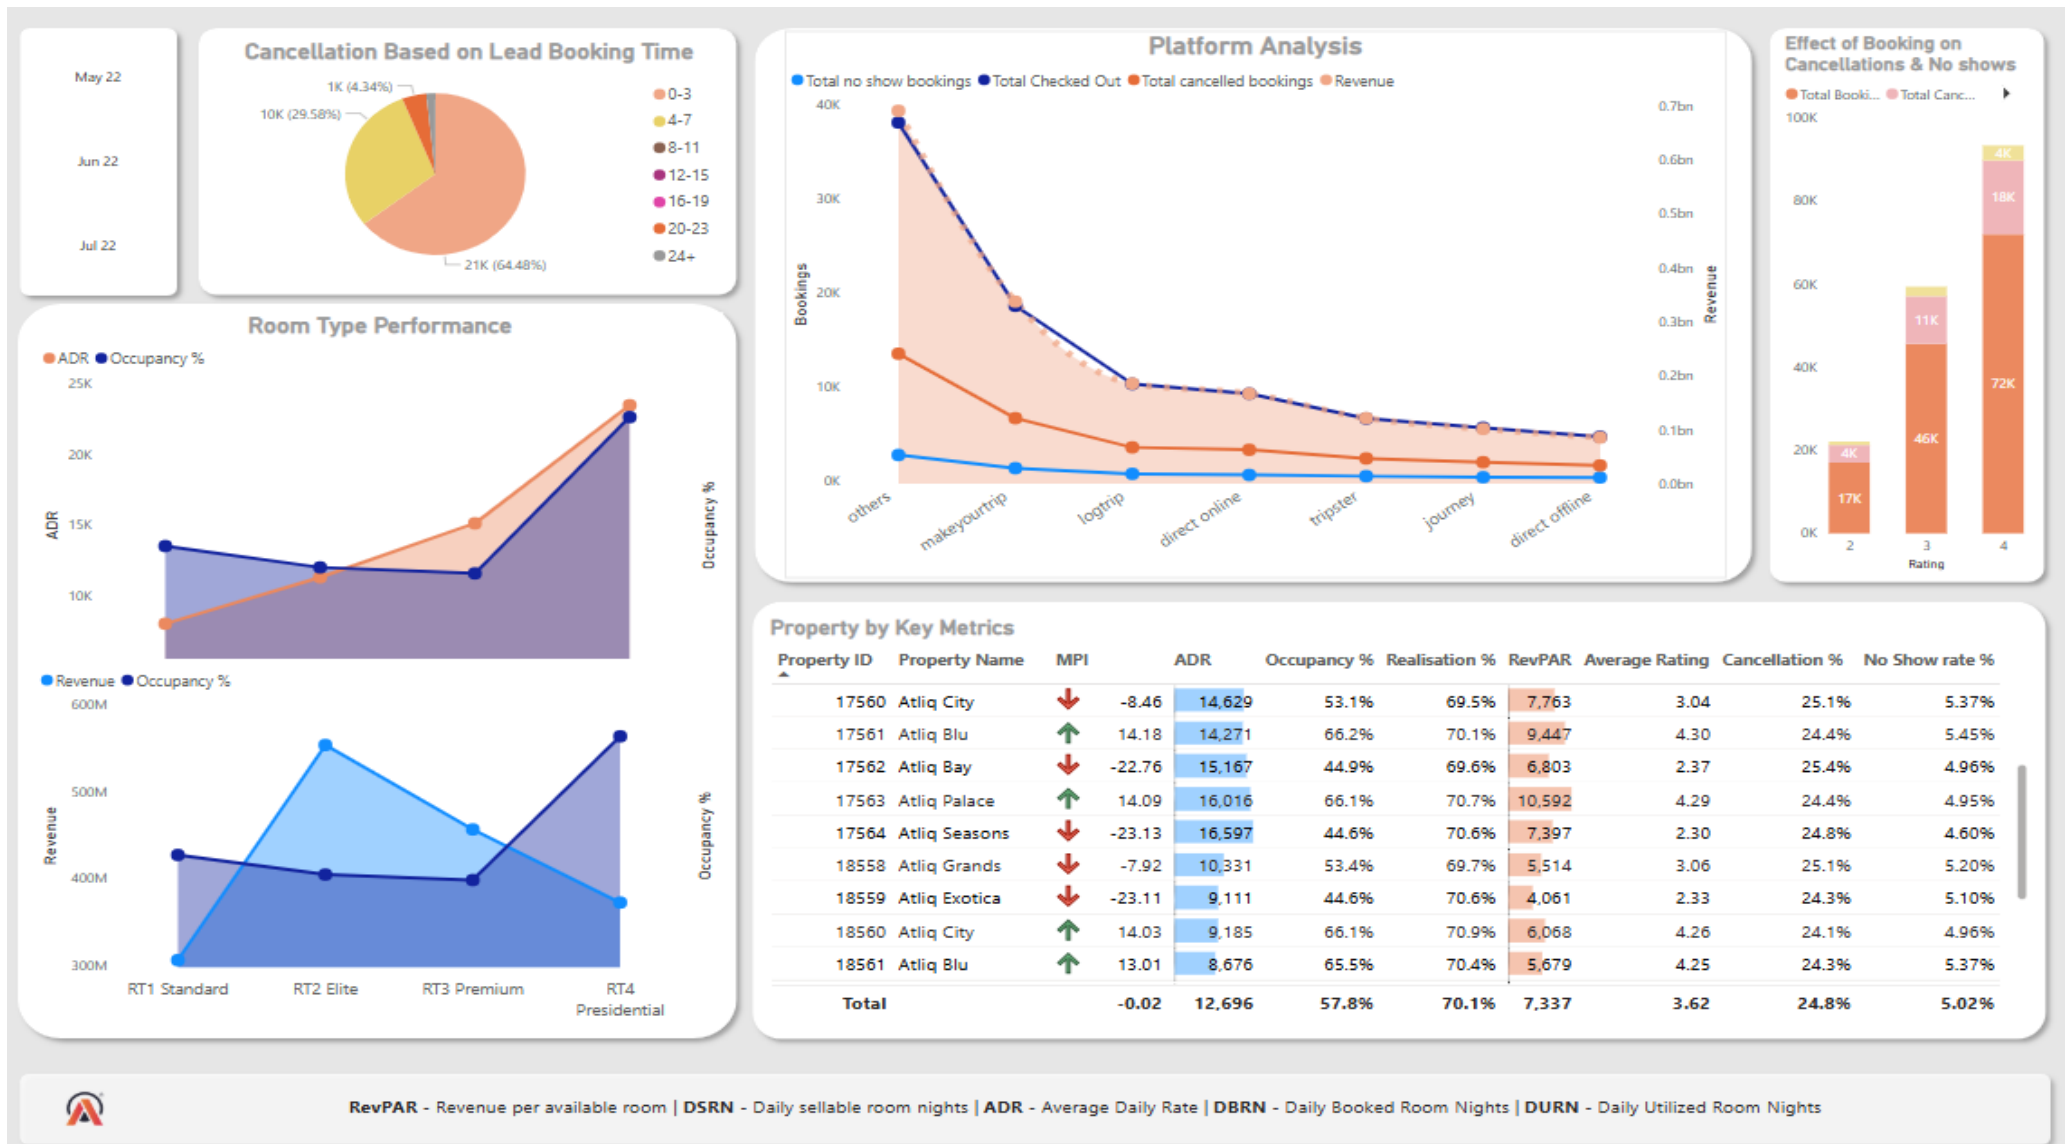 May 22
Jun 22
Jul 22
Cancellation Based on Lead Booking Time
1K (4.34%)
10K (29.58%)
21K (64.48%)
0-3
4-7
8-11
12-15
16-19
20-23
24+
Room Type Performance
ADR Occupancy %
25K
20K
15K
10K
ADR
Occupancy %
Revenue Occupancy %
600M
500M
400M
300M
Revenue
Occupancy %
RT1 Standard RT2 Elite RT3 Premium RT4
Presidential
Platform Analysis
Total no show bookings Total Checked Out Total cancelled bookings Revenue
40K
30K
20K
10K
0K
Bookings
0.7bn
0.6bn
0.5bn
0.4bn
0.3bn
0.2bn
0.1bn
0.0bn
Revenue
others makeyourtrip logtrip direct online tripster journey direct offline
Effect of Booking on
Cancellations & No shows
Total Booki... Total Canc...
100K
80K
60K
40K
20K
0K
4K
17K
11K
46K
4K
18K
72K
2 3 4
Rating
Property by Key Metrics
Property ID Property Name MPI ADR Occupancy % Realisation % RevPAR Average Rating Cancellation % No Show rate %
17560 Atliq City -8.46 14,629 53.1% 69.5% 7,763 3.04 25.1% 5.37%
17561 Atliq Blu 14.18 14,271 66.2% 70.1% 9,447 4.30 24.4% 5.45%
17562 Atliq Bay -22.76 15,167 44.9% 69.6% 6,803 2.37 25.4% 4.96%
17563 Atliq Palace 14.09 16,016 66.1% 70.7% 10,592 4.29 24.4% 4.95%
17564 Atliq Seasons -23.13 16,597 44.6% 70.6% 7,397 2.30 24.8% 4.60%
18558 Atliq Grands -7.92 10,331 53.4% 69.7% 5,514 3.06 25.1% 5.20%
18559 Atliq Exotica -23.11 9,111 44.6% 70.6% 4,061 2.33 24.3% 5.10%
18560 Atliq City 14.03 9,185 66.1% 70.9% 6,068 4.26 24.1% 4.96%
18561 Atliq Blu 13.01 8,676 65.5% 70.4% 5,679 4.25 24.3% 5.37%
Total -0.02 12,696 57.8% 70.1% 7,337 3.62 24.8% 5.02%
RevPAR - Revenue per available room | DSRN - Daily sellable room nights | ADR - Average Daily Rate | DBRN - Daily Booked Room Nights | DURN - Daily Utilized Room Nights